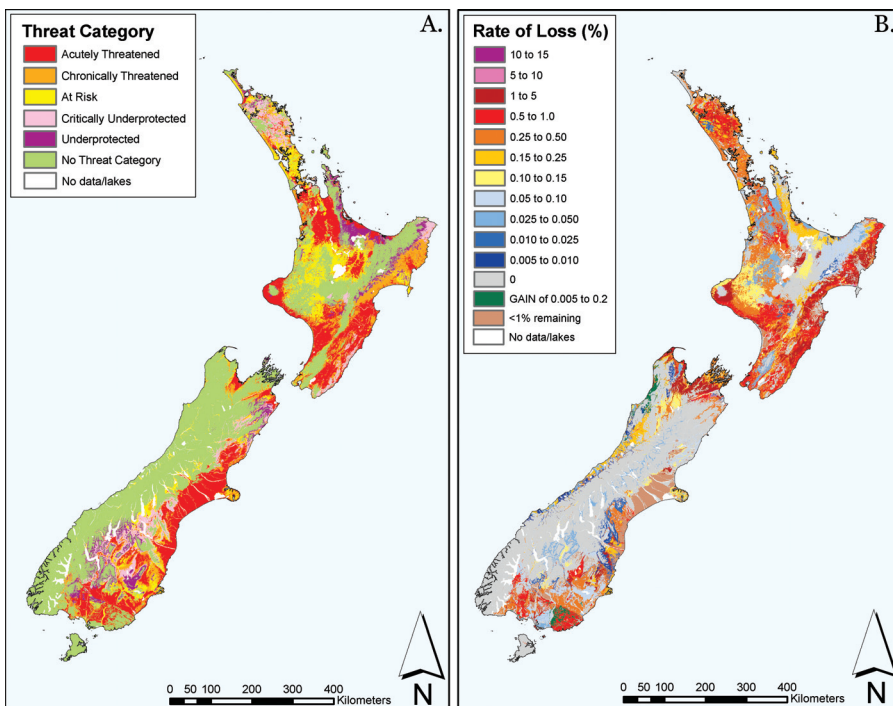 Threat Category
Acutely Threatened
Chronically Threatened
At Risk
Critically Underprotected
Underprotected
No Threat Category
No data/lakes
A.
0 50 100 200 300 400
Kilometers
N
Rate of Loss (%)
10 to 15
5 to 10
1 to 5
0.5 to 1.0
0.25 to 0.50
0.15 to 0.25
0.10 to 0.15
0.05 to 0.10
0.025 to 0.050
0.010 to 0.025
0.005 to 0.010
0
GAIN of 0.005 to 0.2
<1% remaining
No data/lakes
B.
0 50 100 200 300 400
Kilometers
N